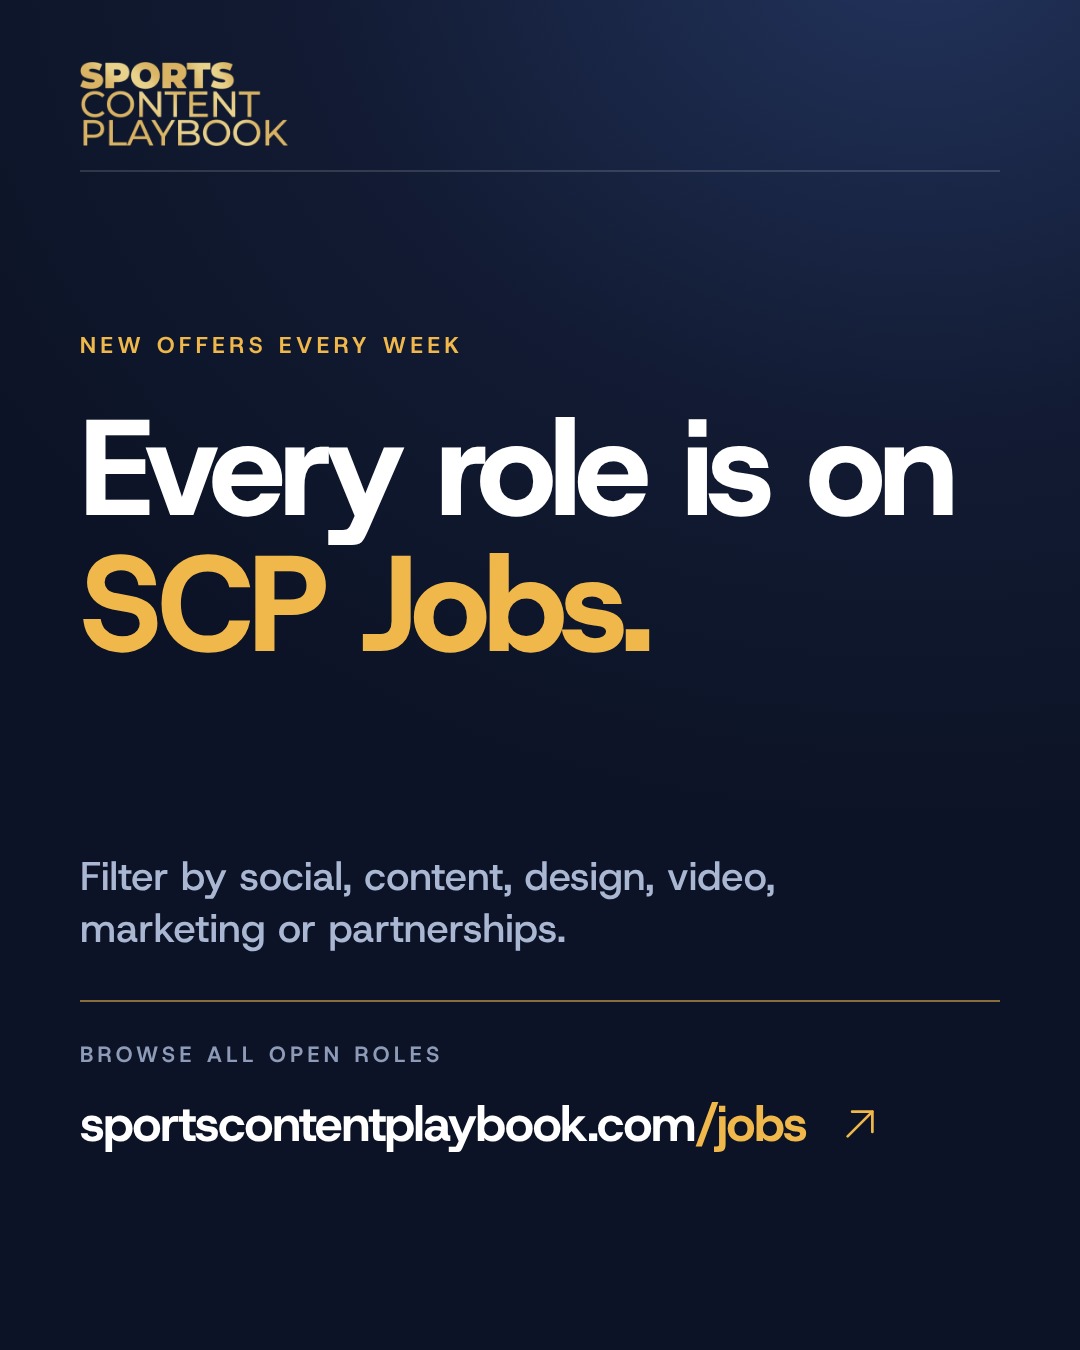 SPORTS
CONTENT
PLAYBOOK
NEW OFFERS EVERY WEEK
Every role is on
SCP Jobs.
Filter by social, content, design, video,
marketing or partnerships.
BROWSE ALL OPEN ROLES
sportscontentplaybook.com/jobs